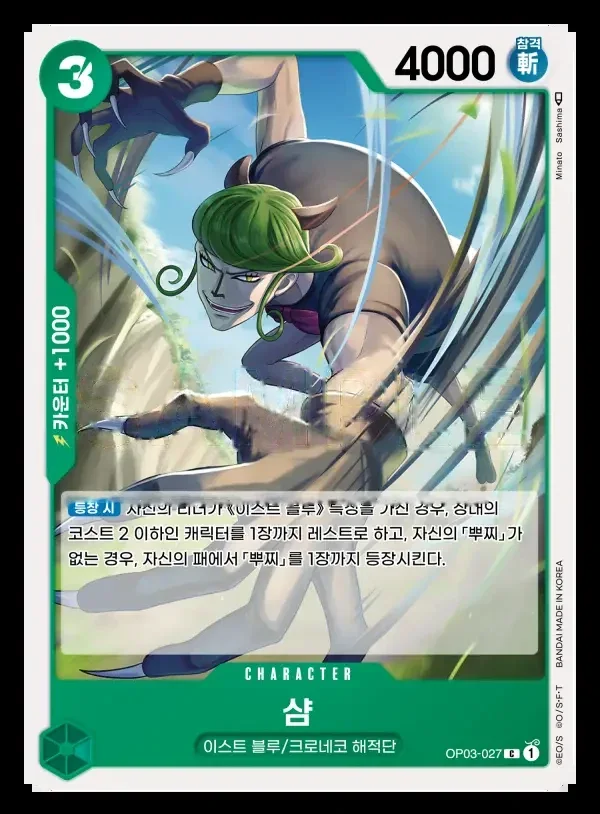 3
4000
참격
斬
Minato Sashima
카운터 +1000
등장 시 자신의 리더가 《이스트 블루》 특징을 가진 경우, 상대의
코스트 2 이하인 캐릭터를 1장까지 레스트로 하고, 자신의 「뿌찌」가
없는 경우, 자신의 패에서 「뿌찌」를 1장까지 등장시킨다.
CHARACTER
샴
이스트 블루/크로네코 해적단
OP03-027 C 1
©EO/S ©O/S·F·T BANDAI MADE IN KOREA